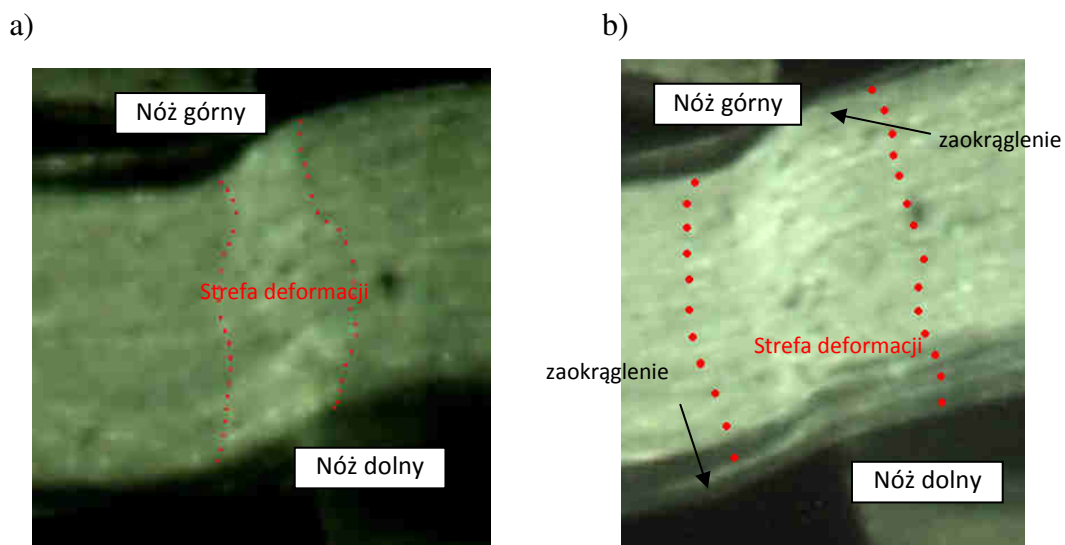 a)
Nóż górny
Strefa deformacji
Nóż dolny
b)
Nóż górny
zaokrąglenie
Strefa deformacji
zaokrąglenie
Nóż dolny